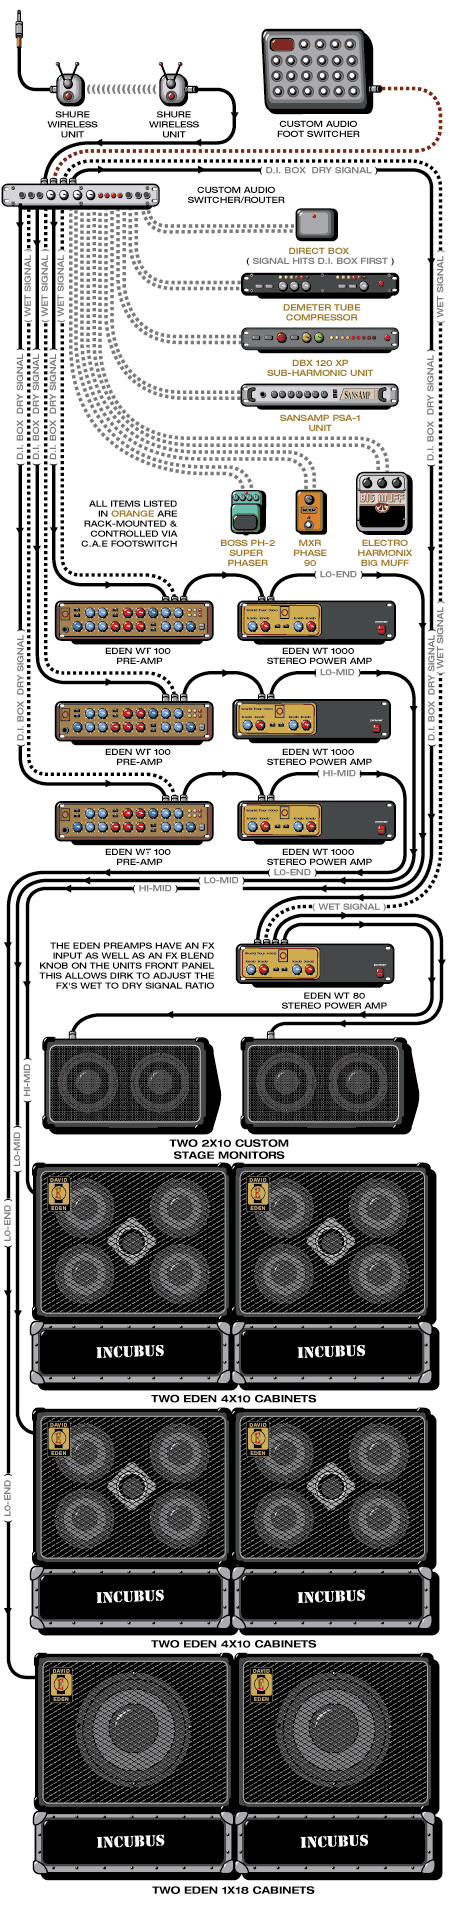 SHURE
WIRELESS
UNIT
SHURE
WIRELESS
UNIT
CUSTOM AUDIO
FOOT SWITCHER
( D.I. BOX DRY SIGNAL )
CUSTOM AUDIO
SWITCHER/ROUTER
( WET SIGNAL )
( WET SIGNAL )
( WET SIGNAL )
( WET SIGNAL )
DIRECT BOX
( SIGNAL HITS D.I. BOX FIRST )
DEMETER TUBE
COMPRESSOR
DBX 120 XP
SUB-HARMONIC UNIT
SANSAMP
SANSAMP PSA-1
UNIT
( D.I. BOX DRY SIGNAL )
( D.I. BOX DRY SIGNAL )
( D.I. BOX DRY SIGNAL )
( D.I. BOX DRY SIGNAL )
BIG MUFF
ALL ITEMS LISTED
IN ORANGE ARE
RACK-MOUNTED &
CONTROLLED VIA
C.A.E FOOTSWITCH
BOSS PH-2
SUPER
PHASER
MXR
PHASE
90
ELECTRO
HARMONIX
BIG MUFF
( LO-END )
EDEN WT 100
PRE-AMP
EDEN WT 1000
STEREO POWER AMP
( WET SIGNAL )
( D.I. BOX DRY SIGNAL )
( D.I. BOX DRY SIGNAL )
( LO-MID )
EDEN WT 100
PRE-AMP
EDEN WT 1000
STEREO POWER AMP
( HI-MID )
EDEN WT 100
PRE-AMP
EDEN WT 1000
STEREO POWER AMP
( LO-END )
( LO-MID )
( HI-MID )
( WET SIGNAL )
THE EDEN PREAMPS HAVE AN FX
INPUT AS WELL AS AN FX BLEND
KNOB ON THE UNITS FRONT PANEL
THIS ALLOWS DIRK TO ADJUST THE
FX'S WET TO DRY SIGNAL RATIO
EDEN WT 80
STEREO POWER AMP
( HI-MID )
( LO-MID )
( LO-END )
TWO 2X10 CUSTOM
STAGE MONITORS
DAVID
E
EDEN
DAVID
E
EDEN
INCUBUS
INCUBUS
TWO EDEN 4X10 CABINETS
DAVID
E
EDEN
DAVID
E
EDEN
( LO-END )
INCUBUS
INCUBUS
TWO EDEN 4X10 CABINETS
DAVID
E
EDEN
DAVID
E
EDEN
INCUBUS
INCUBUS
TWO EDEN 1X18 CABINETS